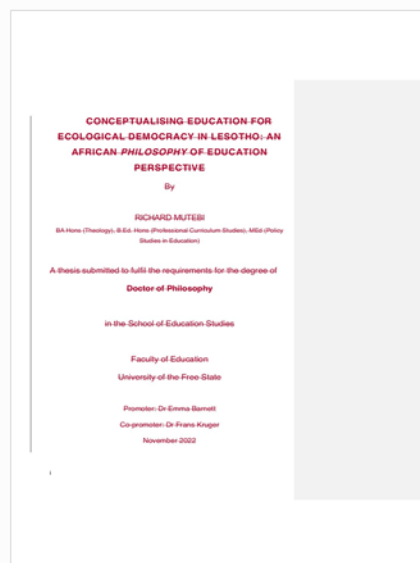 CONCEPTUALISING EDUCATION FOR
ECOLOGICAL DEMOCRACY IN LESOTHO: AN
AFRICAN PHILOSOPHY OF EDUCATION
PERSPECTIVE
By
RICHARD MUTEBI
BA Hons (Theology), B.Ed. Hons (Professional Curriculum Studies), MEd (Policy
Studies in Education)
A thesis submitted to fulfil the requirements for the degree of
Doctor of Philosophy
in the School of Education Studies
Faculty of Education
University of the Free State
Promoter: Dr Emma Barnett
Co-promoter: Dr Frans Kruger
November 2022
i